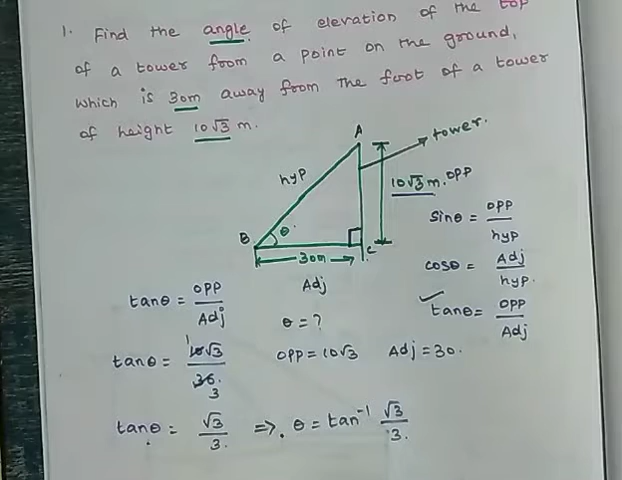 1. Find the angle of elevation of the top
of a tower from a point on the ground,
which is 30m away from the foot of a tower
of height 10√3 m.
A
tower.
hyp
10√3 m. opp
B
θ
C
30m
Adj
sinθ = opp/hyp
cosθ = Adj/hyp.
✓ tanθ = opp/Adj
tanθ = opp/Adj
θ = ?
tanθ = 10√3/30. 1 3
opp = 10√3 Adj = 30.
tanθ = √3/3. ⇒ θ = tan⁻¹ √3/3.